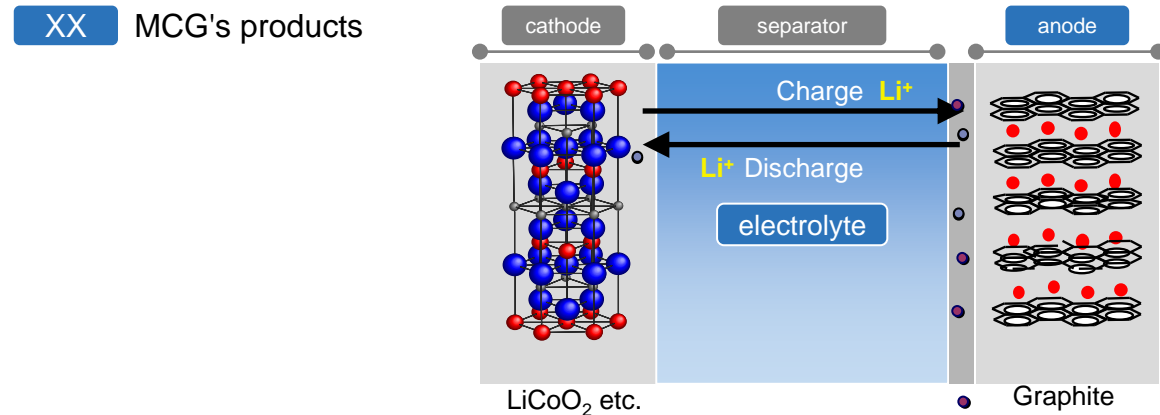 XX MCG's products
cathode separator anode
Charge Li⁺
Li⁺ Discharge
electrolyte
LiCoO₂ etc. Graphite